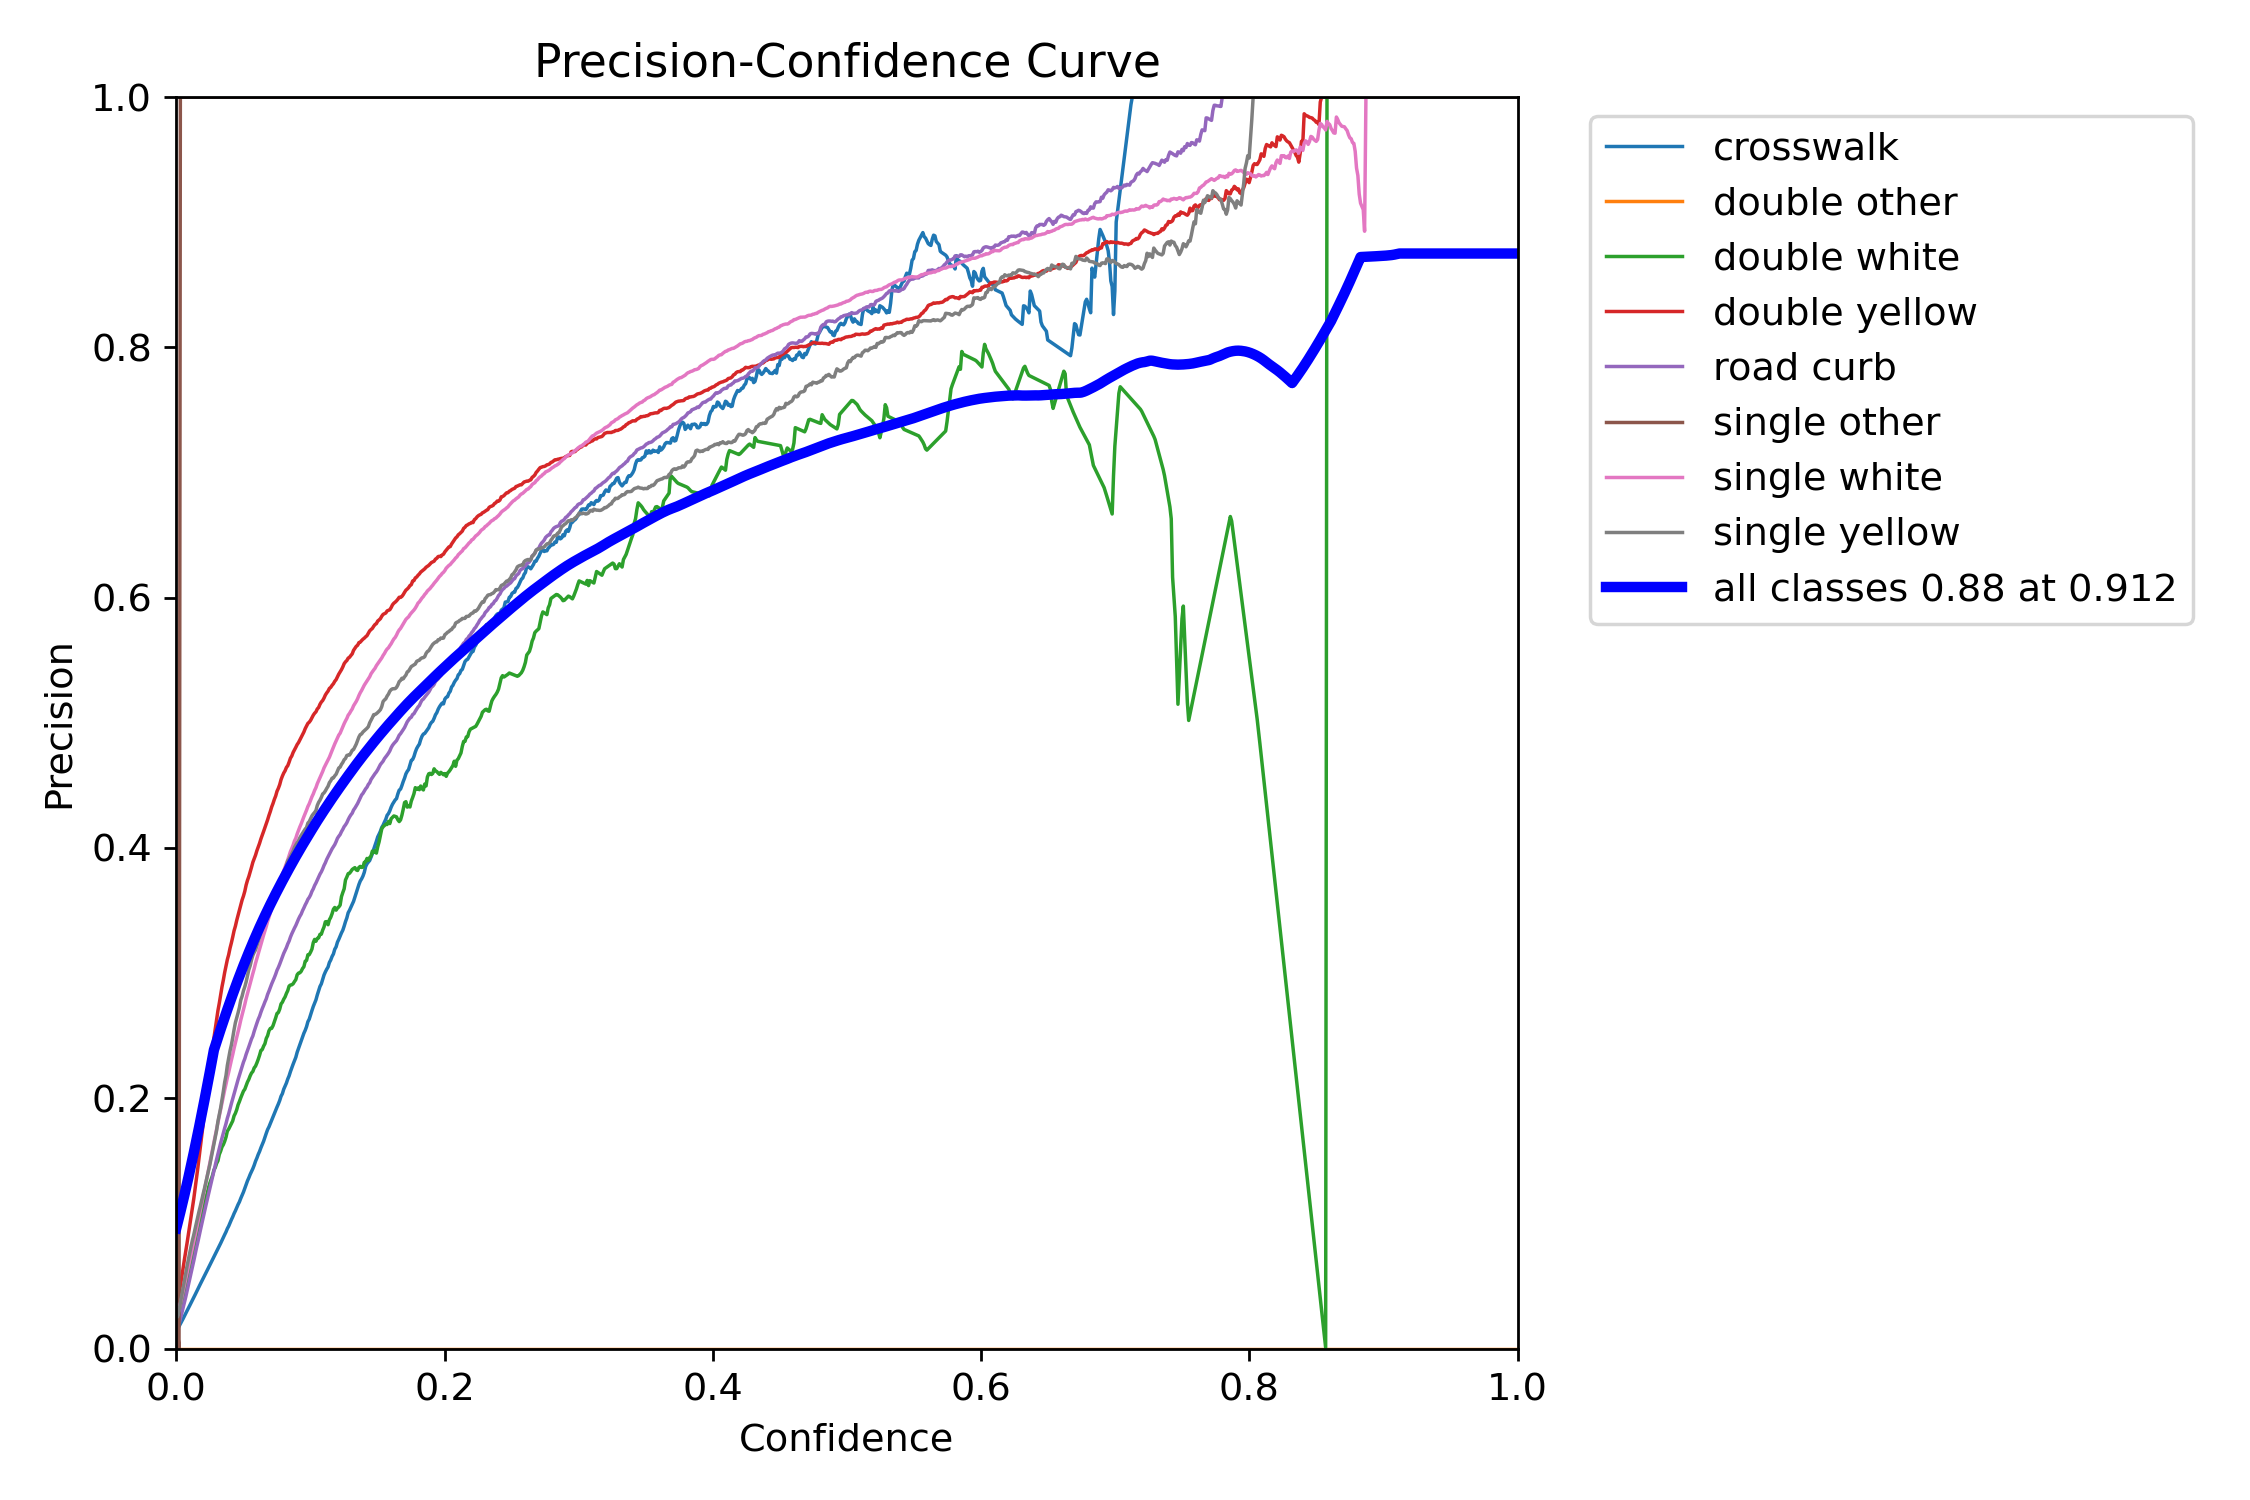 Precision-Confidence Curve
1.0
0.8
0.6
0.4
0.2
0.0
Precision
0.0 0.2 0.4 0.6 0.8 1.0
Confidence
crosswalk
double other
double white
double yellow
road curb
single other
single white
single yellow
all classes 0.88 at 0.912